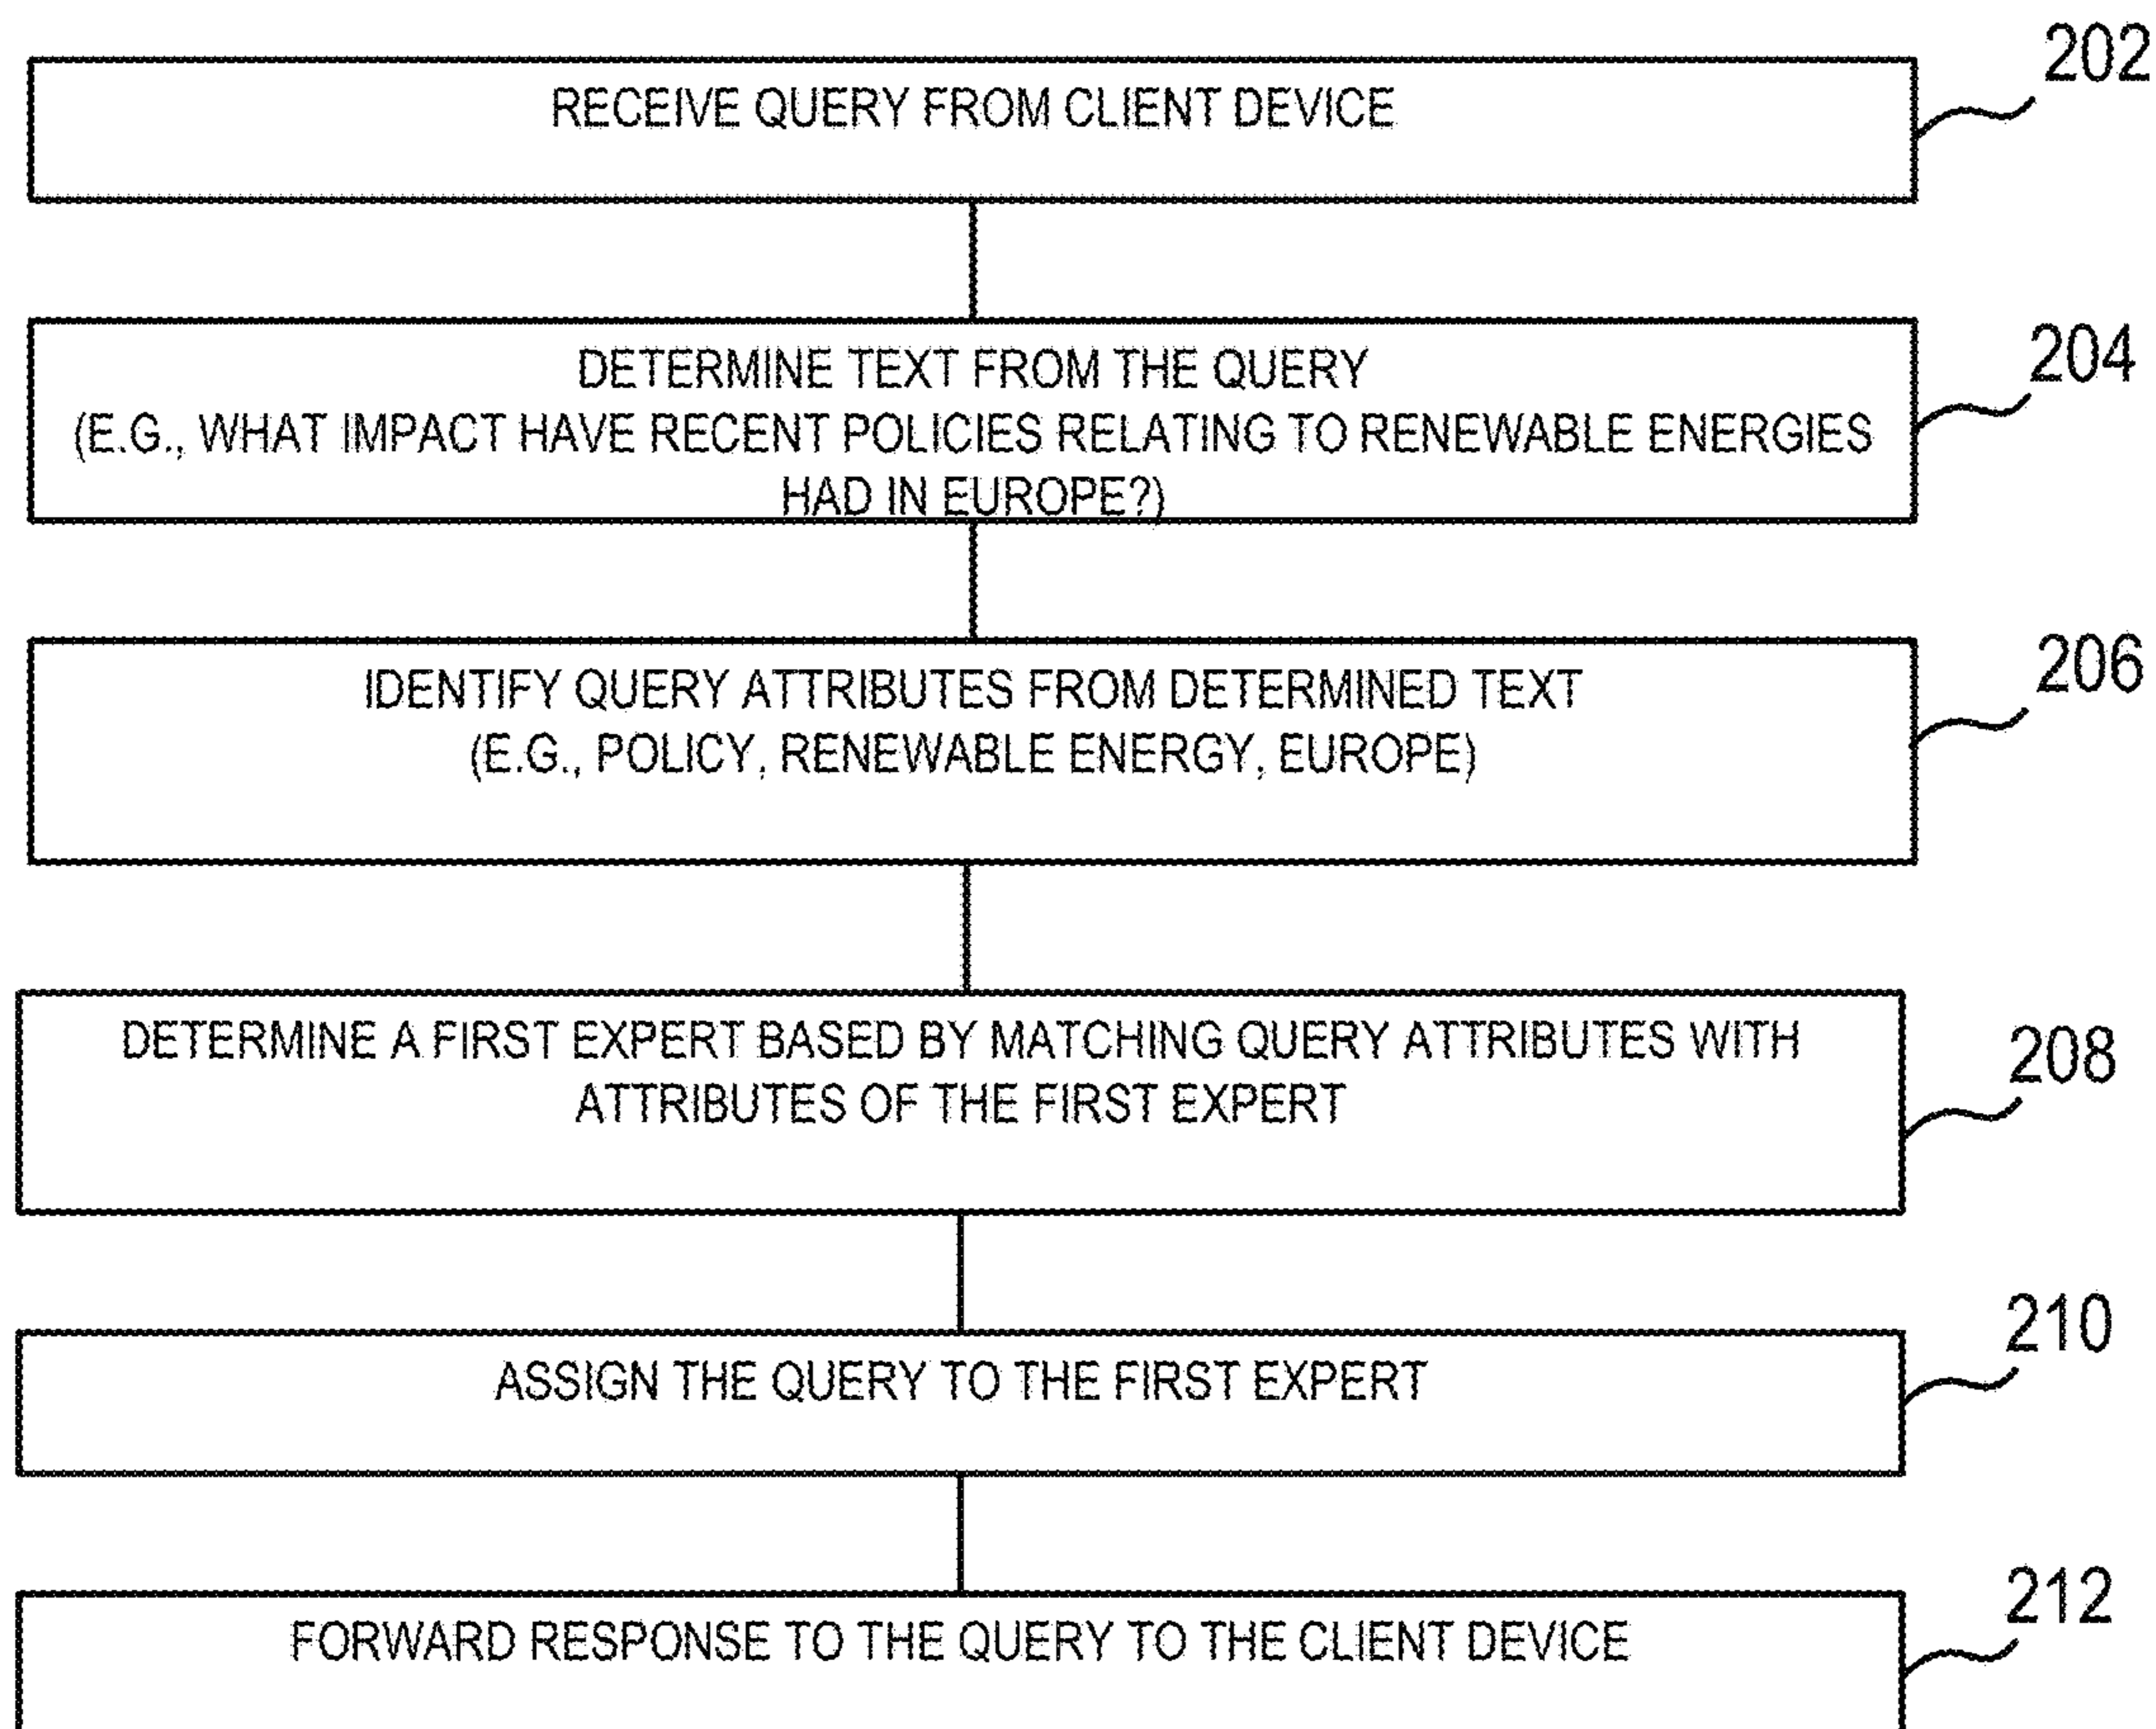 202
RECEIVE QUERY FROM CLIENT DEVICE
204
DETERMINE TEXT FROM THE QUERY
(E.G., WHAT IMPACT HAVE RECENT POLICIES RELATING TO RENEWABLE ENERGIES
HAD IN EUROPE?)
206
IDENTIFY QUERY ATTRIBUTES FROM DETERMINED TEXT
(E.G., POLICY, RENEWABLE ENERGY, EUROPE)
208
DETERMINE A FIRST EXPERT BASED BY MATCHING QUERY ATTRIBUTES WITH
ATTRIBUTES OF THE FIRST EXPERT
210
ASSIGN THE QUERY TO THE FIRST EXPERT
212
FORWARD RESPONSE TO THE QUERY TO THE CLIENT DEVICE